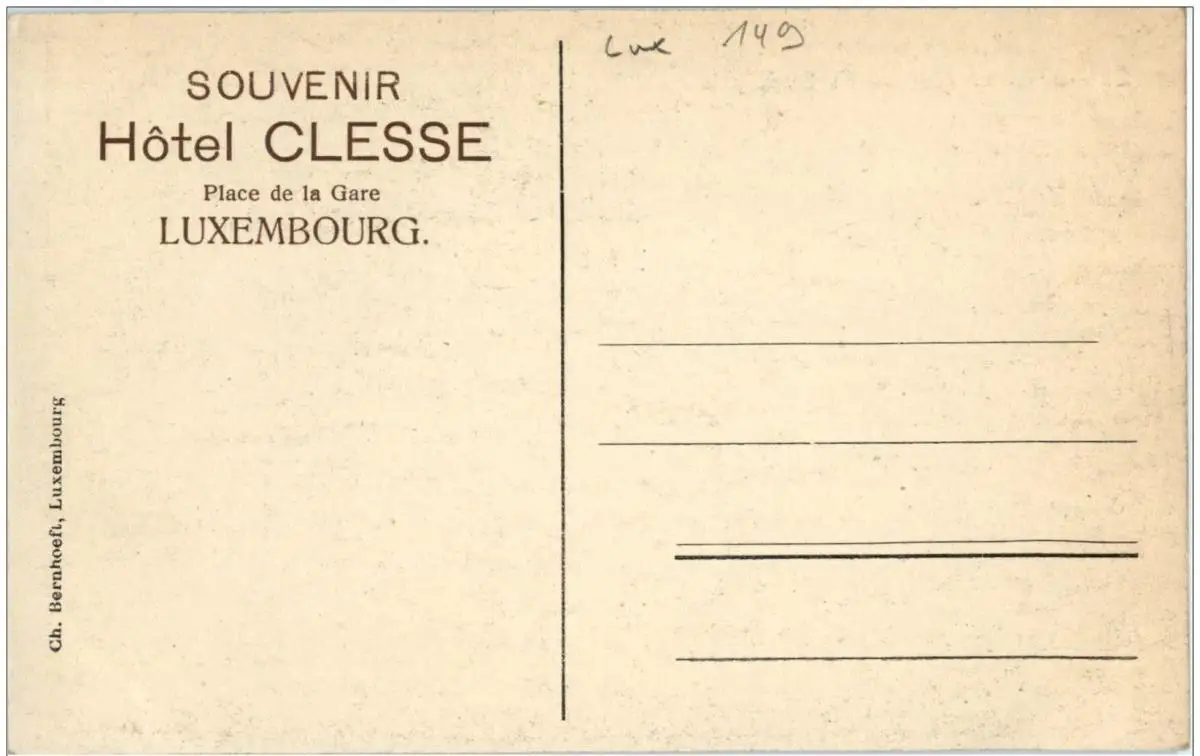 SOUVENIR
Hôtel CLESSE
Place de la Gare
LUXEMBOURG.
Ch. Bernhoeft, Luxembourg
Lux 149